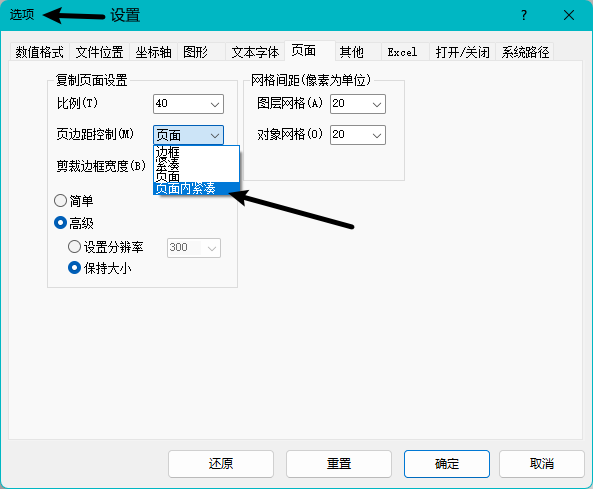 选项 设置 ?
数值格式 文件位置 坐标轴 图形 文本字体 页面 其他 Excel 打开/关闭 系统路径
复制页面设置 网格间距(像素为单位)
比例(T) 40 图层网格(A) 20
页边距控制(M) 页面 对象网格(O) 20
边框
剪裁边框宽度(B) 紧凑
页面
页面内紧凑
简单
高级
设置分辨率 300
保持大小
还原 重置 确定 取消